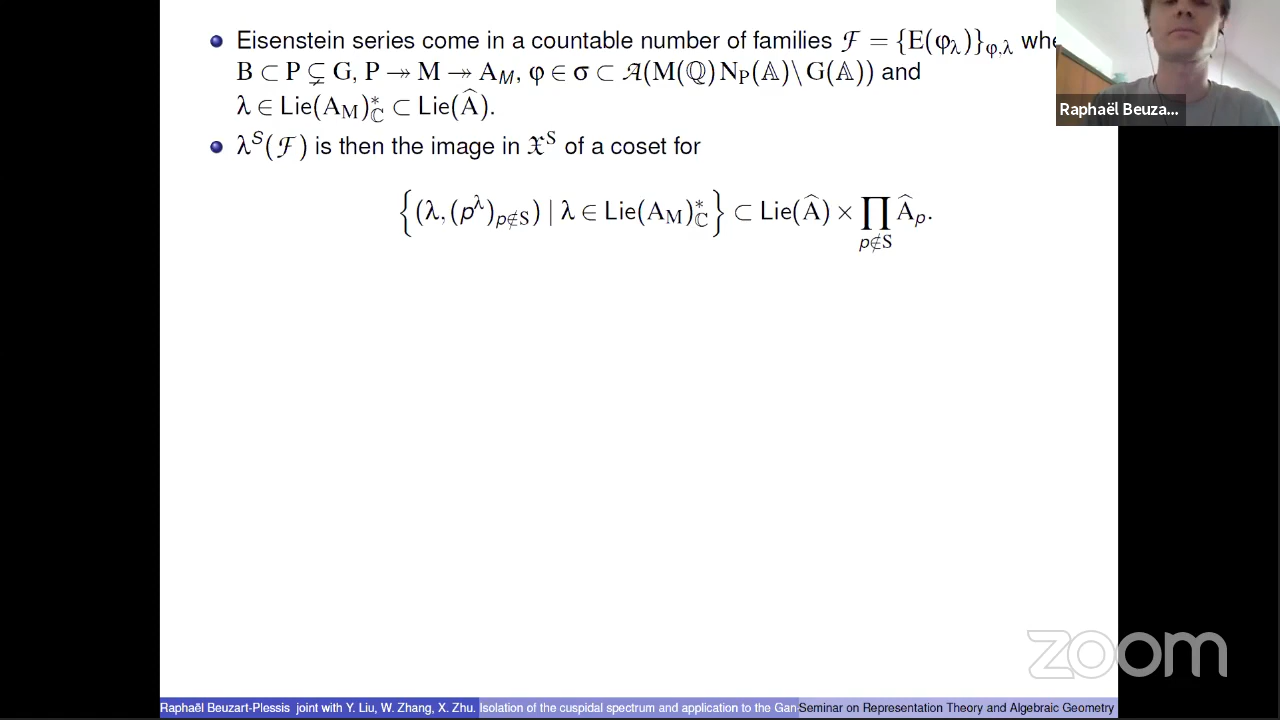 Eisenstein series come in a countable number of families ℱ = {E(φ_λ)}_{φ,λ} whe
B ⊂ P ⊊ G, P ↠ M ↠ A_M, φ ∈ σ ⊂ 𝒜(M(ℚ)N_P(𝔸)\G(𝔸)) and
λ ∈ Lie(A_M)*_ℂ ⊂ Lie(Â).
λ^S(ℱ) is then the image in 𝔛^S of a coset for
{(λ, (p^λ)_{p∉S}) | λ ∈ Lie(A_M)*_ℂ} ⊂ Lie(Â) × ∏_{p∉S} Â_p.
Raphaël Beuza...
zoom
Raphaël Beuzart-Plessis joint with Y. Liu, W. Zhang, X. Zhu. Isolation of the cuspidal spectrum and application to the Gan Seminar on Representation Theory and Algebraic Geometry